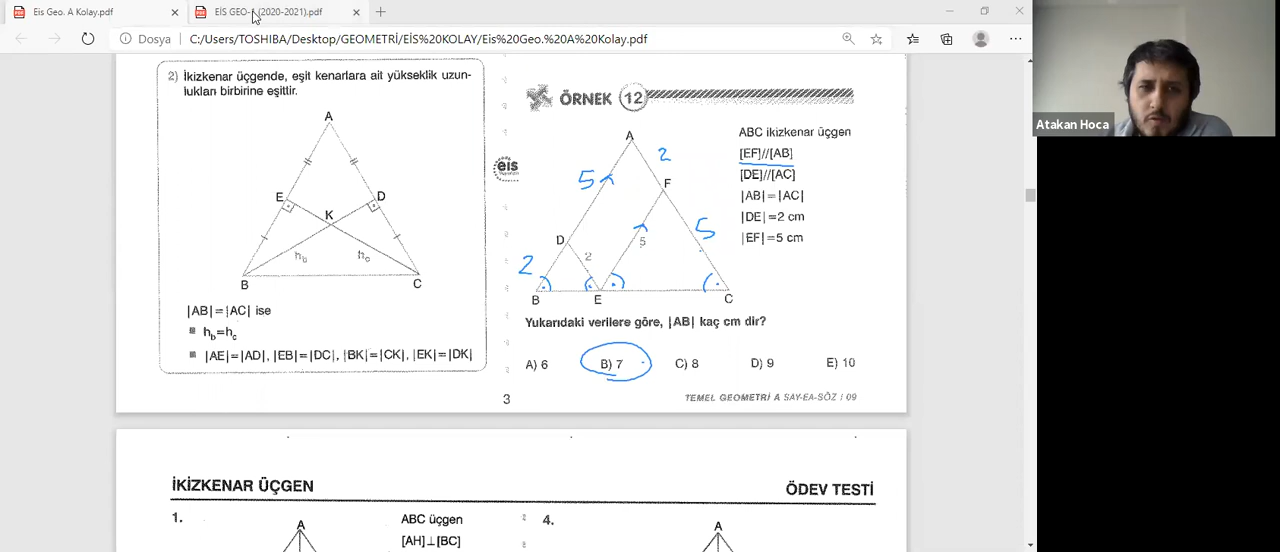 Eis Geo. A Kolay.pdf
EİS GEO-A (2020-2021).pdf
Dosya
C:/Users/TOSHIBA/Desktop/GEOMETRİ/EİS%20KOLAY/Eis%20Geo.%20A%20Kolay.pdf
Atakan Hoca
2) İkizkenar üçgende, eşit kenarlara ait yükseklik uzun-
lukları birbirine eşittir.
A
E
D
K
hb
hc
B
C
|AB|=|AC| ise
hb=hc
|AE|=|AD|, |EB|=|DC|, |BK|=|CK|, |EK|=|DK|
eis
ÖRNEK 12
A
2
5
F
D
2
5
5
2
B
E
C
ABC ikizkenar üçgen
[EF]//[AB]
[DE]//[AC]
|AB|=|AC|
|DE|=2 cm
|EF|=5 cm
Yukarıdaki verilere göre, |AB| kaç cm dir?
A) 6 B) 7 C) 8 D) 9 E) 10
3
TEMEL GEOMETRİ A SAY-EA-SÖZ / 09
İKİZKENAR ÜÇGEN
ÖDEV TESTİ
1.
A
ABC üçgen
[AH]⊥[BC]
4.
A